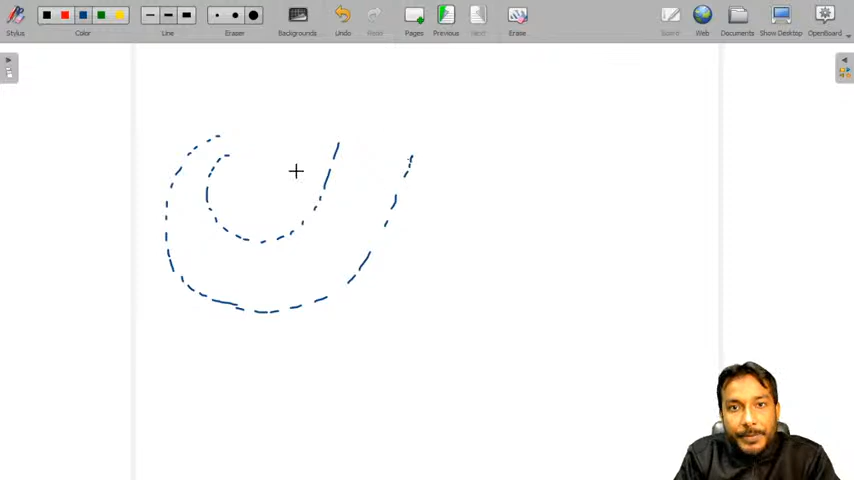 Stylus
Color
Line
Eraser
Backgrounds
Undo
Redo
Pages
Previous
Next
Erase
Board
Web
Documents
Show Desktop
OpenBoard